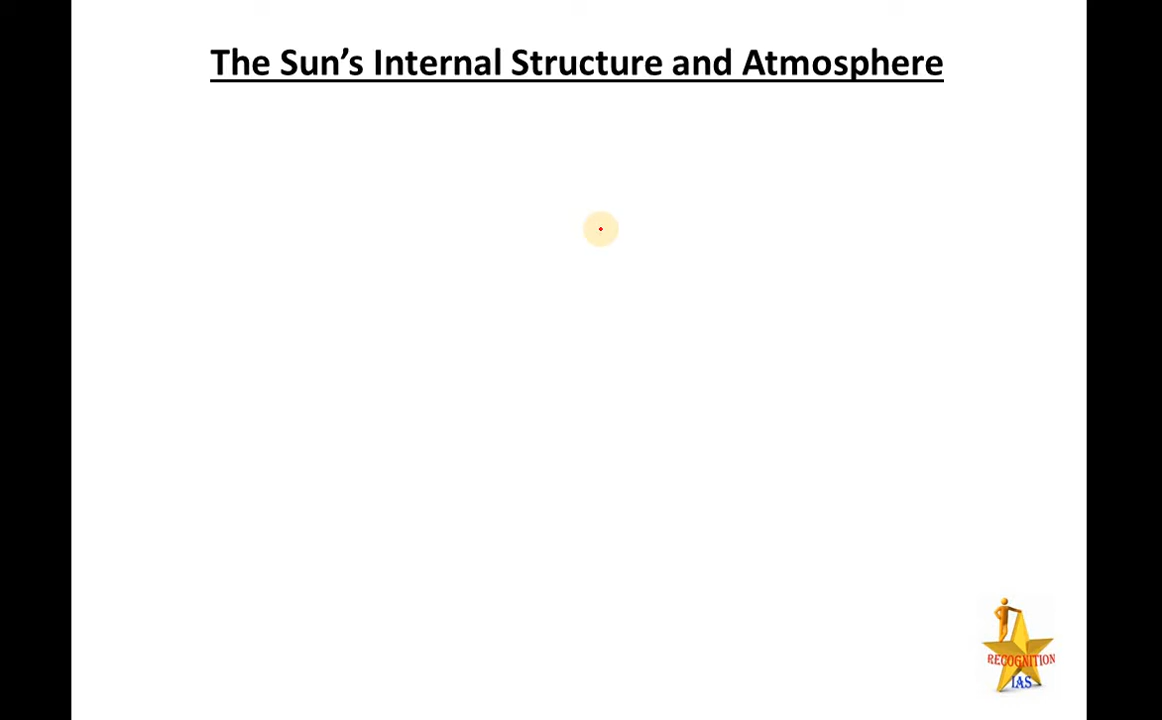 The Sun’s Internal Structure and Atmosphere
RECOGNITION
IAS